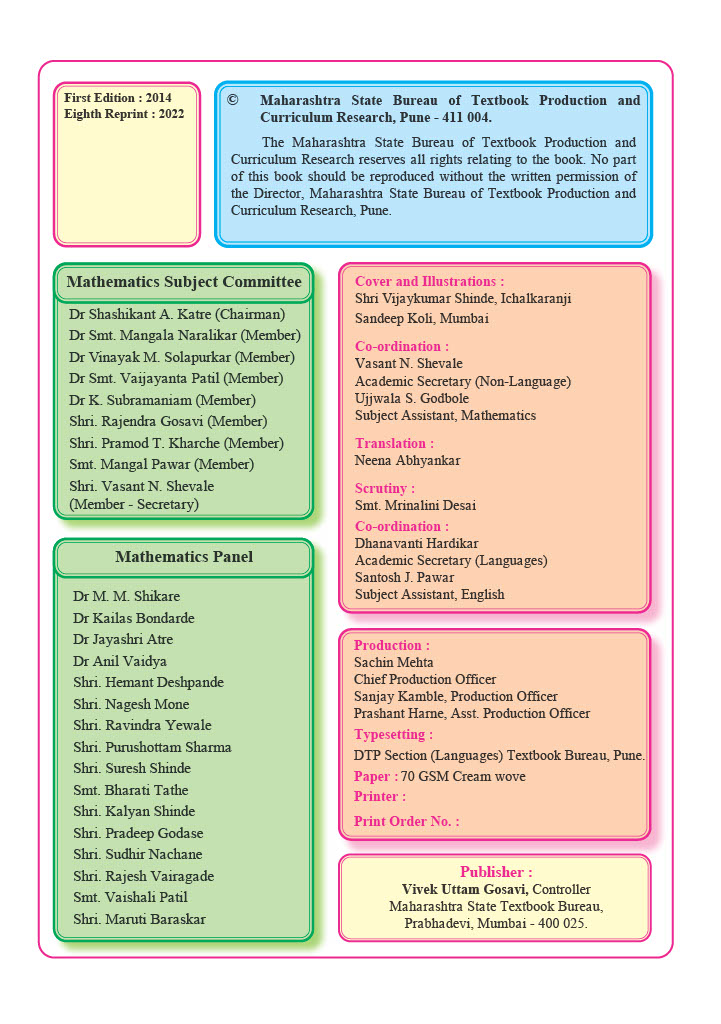 First Edition : 2014
Eighth Reprint : 2022
© Maharashtra State Bureau of Textbook Production and
Curriculum Research, Pune - 411 004.
The Maharashtra State Bureau of Textbook Production and
Curriculum Research reserves all rights relating to the book. No part
of this book should be reproduced without the written permission of
the Director, Maharashtra State Bureau of Textbook Production and
Curriculum Research, Pune.
Mathematics Subject Committee
Dr Shashikant A. Katre (Chairman)
Dr Smt. Mangala Naralikar (Member)
Dr Vinayak M. Solapurkar (Member)
Dr Smt. Vaijayanta Patil (Member)
Dr K. Subramaniam (Member)
Shri. Rajendra Gosavi (Member)
Shri. Pramod T. Kharche (Member)
Smt. Mangal Pawar (Member)
Shri. Vasant N. Shevale
(Member - Secretary)
Mathematics Panel
Dr M. M. Shikare
Dr Kailas Bondarde
Dr Jayashri Atre
Dr Anil Vaidya
Shri. Hemant Deshpande
Shri. Nagesh Mone
Shri. Ravindra Yewale
Shri. Purushottam Sharma
Shri. Suresh Shinde
Smt. Bharati Tathe
Shri. Kalyan Shinde
Shri. Pradeep Godase
Shri. Sudhir Nachane
Shri. Rajesh Vairagade
Smt. Vaishali Patil
Shri. Maruti Baraskar
Cover and Illustrations :
Shri Vijaykumar Shinde, Ichalkaranji
Sandeep Koli, Mumbai
Co-ordination :
Vasant N. Shevale
Academic Secretary (Non-Language)
Ujjwala S. Godbole
Subject Assistant, Mathematics
Translation :
Neena Abhyankar
Scrutiny :
Smt. Mrinalini Desai
Co-ordination :
Dhanavanti Hardikar
Academic Secretary (Languages)
Santosh J. Pawar
Subject Assistant, English
Production :
Sachin Mehta
Chief Production Officer
Sanjay Kamble, Production Officer
Prashant Harne, Asst. Production Officer
Typesetting :
DTP Section (Languages) Textbook Bureau, Pune.
Paper : 70 GSM Cream wove
Printer :
Print Order No. :
Publisher :
Vivek Uttam Gosavi, Controller
Maharashtra State Textbook Bureau,
Prabhadevi, Mumbai - 400 025.